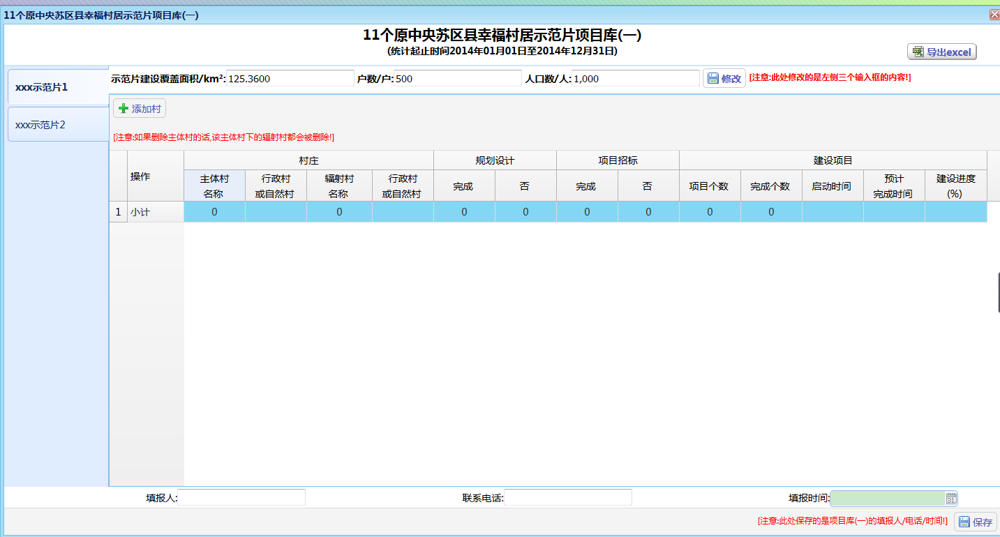 11个原中央苏区县幸福村居示范片项目库(一)
11个原中央苏区县幸福村居示范片项目库(一)
(统计起止时间2014年01月01日至2014年12月31日)
导出excel
xxx示范片1
xxx示范片2
示范片建设覆盖面积/km²: 125.3600 户数/户: 500 人口数/人: 1,000 修改 [注意:此处修改的是左侧三个输入框的内容!]
添加村
[注意:如果删除主体村的话,该主体村下的辐射村都会被删除!]
操作 村庄 规划设计 项目招标 建设项目
主体村名称 行政村或自然村 辐射村名称 行政村或自然村 完成 否 完成 否 项目个数 完成个数 启动时间 预计完成时间 建设进度(%)
1 小计 0 0 0 0 0 0 0 0
填报人: 联系电话: 填报时间: 31
[注意:此处保存的是项目库(一)的填报人/电话/时间!] 保存